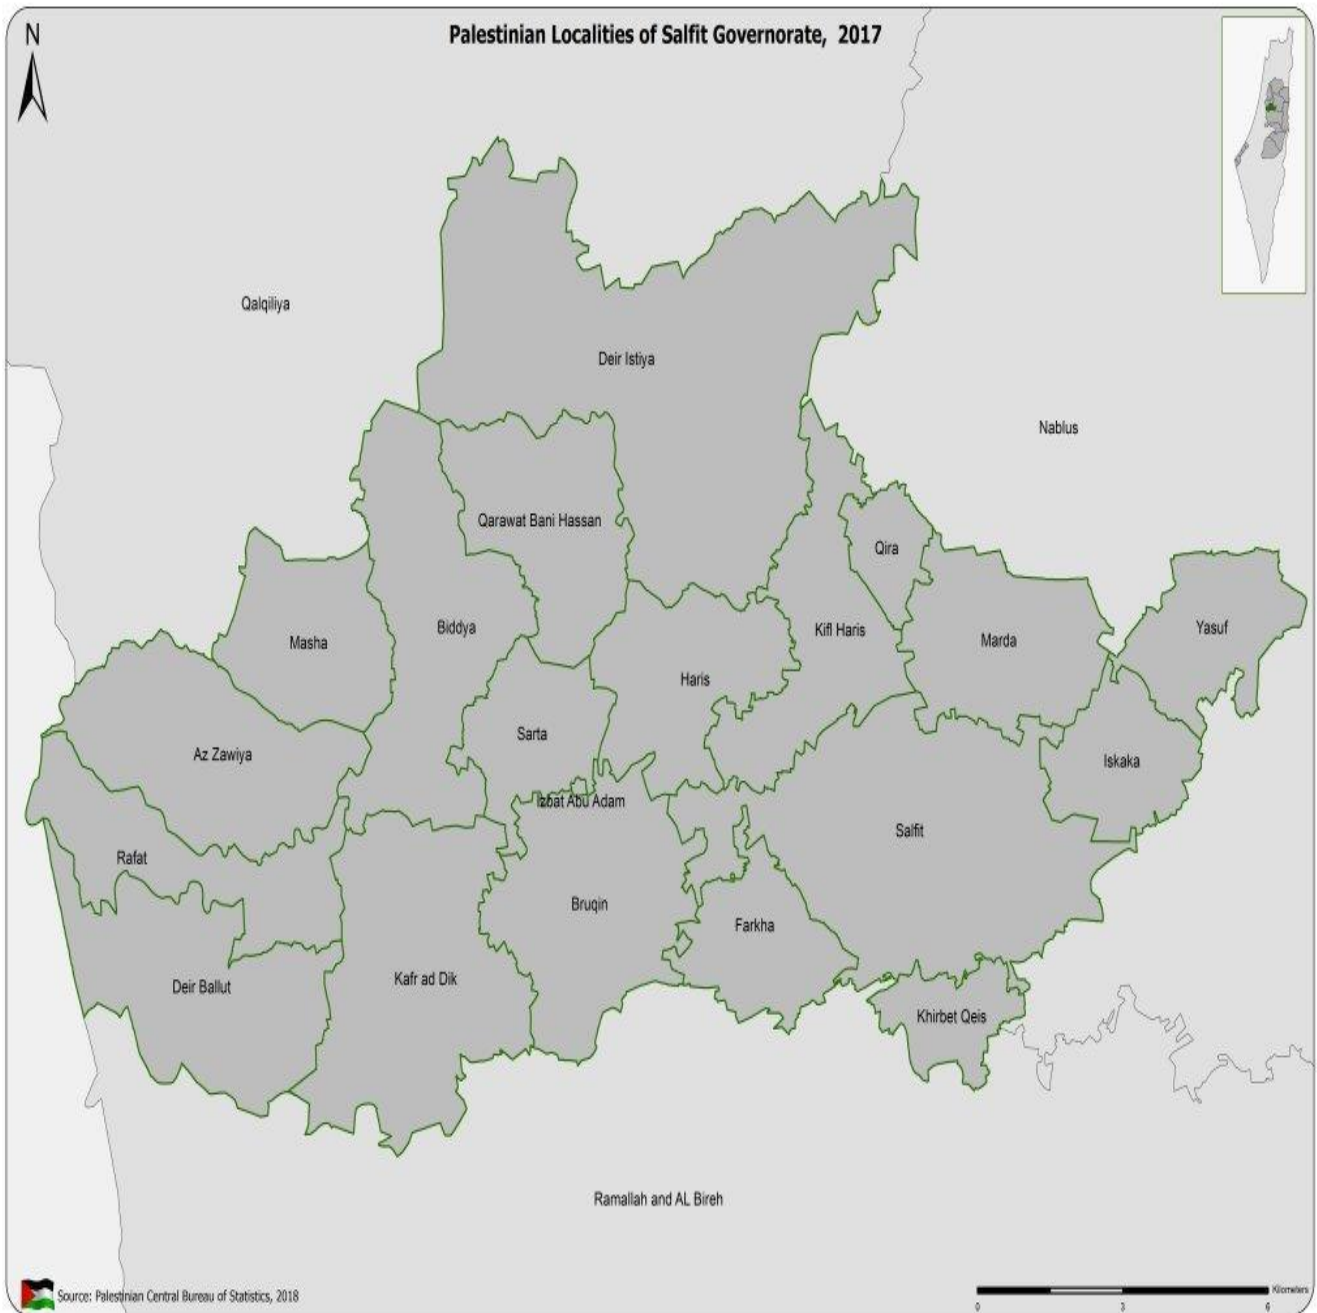 Palestinian Localities of Salfit Governorate, 2017
N
Qalqiliya
Deir Istiya
Nablus
Qarawat Bani Hassan
Qira
Masha
Biddya
Kifl Haris
Marda
Yasuf
Haris
Az Zawiya
Sarta
Iskaka
Izbat Abu Adam
Salfit
Rafat
Bruqin
Farkha
Deir Ballut
Kafr ad Dik
Khirbet Qeis
Ramallah and AL Bireh
Source: Palestinian Central Bureau of Statistics, 2018
Kilometers
0 3 6